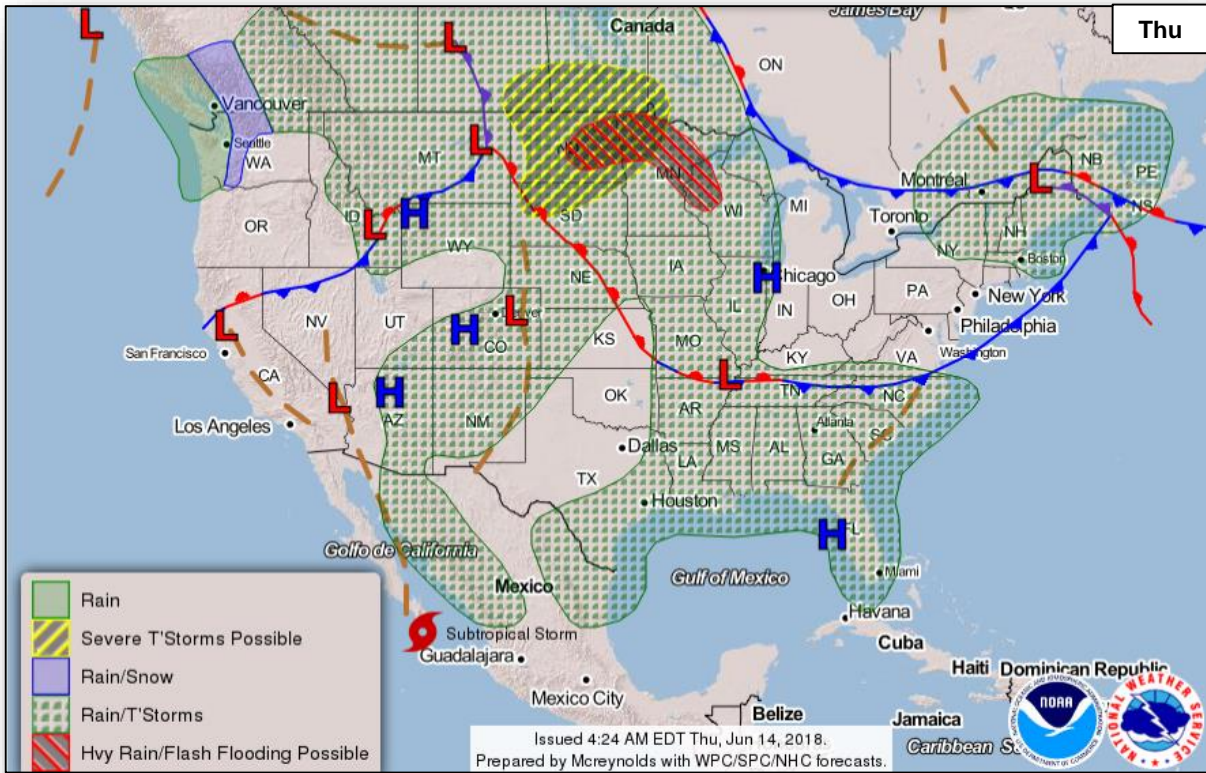 Thu
Canada
James Bay
ON
Vancouver
Seattle
WA
MT
ND
MN
NB
PE
Montréal
NS
OR
ID
SD
WI
MI
Toronto
NY
NH
Boston
WY
NE
IA
Chicago
IL
IN
OH
PA
New York
Philadelphia
Washington
NV
UT
Denver
CO
KS
MO
KY
VA
San Francisco
CA
Los Angeles
AZ
NM
OK
AR
TN
NC
Atlanta
SC
Dallas
TX
LA
MS
AL
GA
Houston
FL
Miami
Golfo de California
Mexico
Gulf of Mexico
Havana
Cuba
Subtropical Storm
Guadalajara
Mexico City
Belize
Haiti
Dominican Republic
Jamaica
Caribbean
L
L
L
L
L
L
L
L
L
H
H
H
H
H
H
Rain
Severe T'Storms Possible
Rain/Snow
Rain/T'Storms
Hvy Rain/Flash Flooding Possible
Issued 4:24 AM EDT Thu, Jun 14, 2018.
Prepared by Mcreynolds with WPC/SPC/NHC forecasts.
NOAA
NATIONAL WEATHER SERVICE